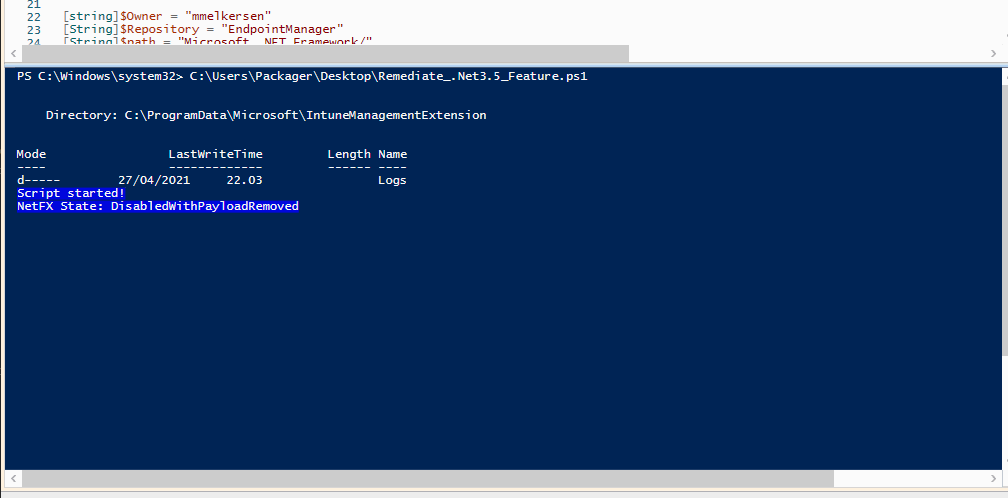 21
22 [string]$Owner = "mmelkersen"
23 [string]$Repository = "EndpointManager"
24 [String]$path = "Microsoft .NET Framework/"
PS C:\Windows\system32> C:\Users\Packager\Desktop\Remediate_.Net3.5_Feature.ps1
Directory: C:\ProgramData\Microsoft\IntuneManagementExtension
Mode LastWriteTime Length Name
---- ------------- ------ ----
d----- 27/04/2021 22.03 Logs
Script started!
NetFX State: DisabledWithPayloadRemoved